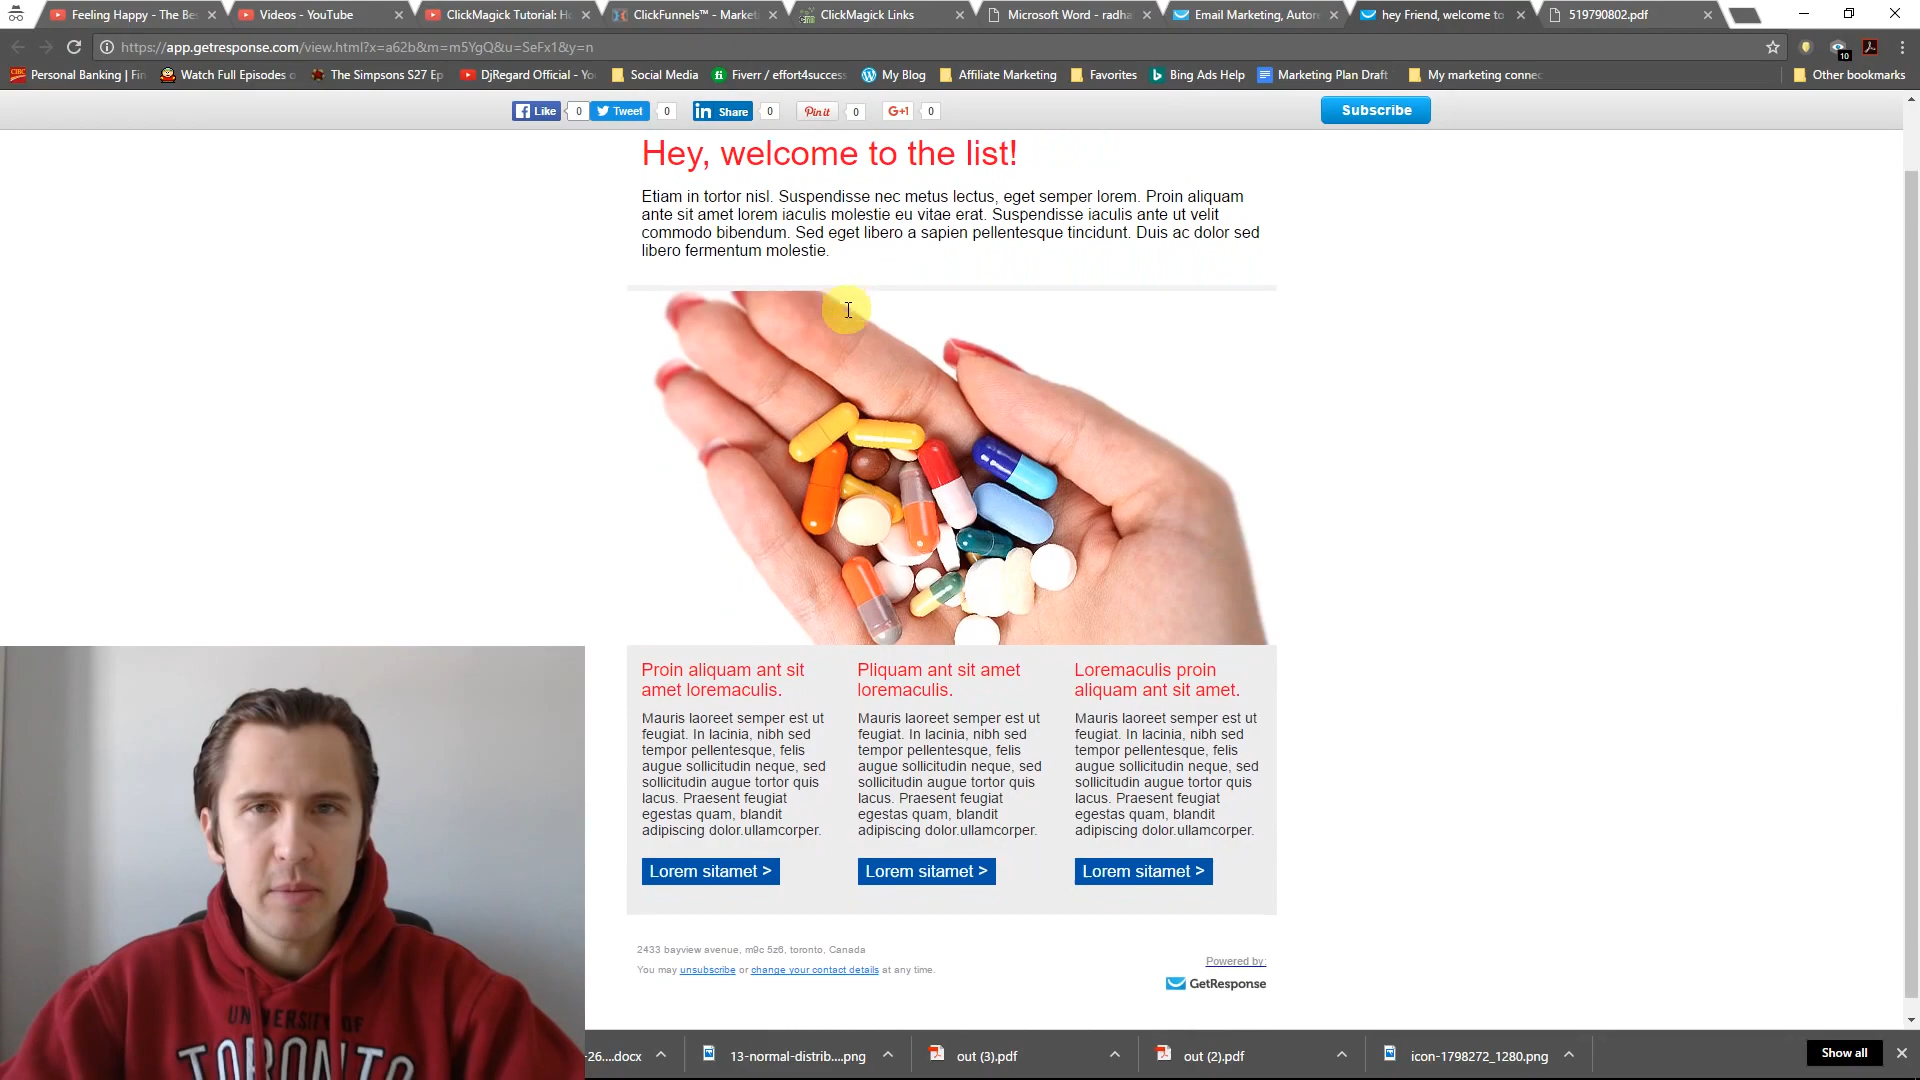 Feeling Happy - The Be
Videos - YouTube
ClickMagick Tutorial: H
ClickFunnels™ - Market
ClickMagick Links
Microsoft Word - radha
Email Marketing, Autor
hey Friend, welcome to
519790802.pdf
https://app.getresponse.com/view.html?x=a62b&m=m5YgQ&u=SeFx1&y=n
10
CIBC
Personal Banking | Fin
Watch Full Episodes o
The Simpsons S27 Ep
DjRegard Official - Yo
Social Media
fi
Fiverr / effort4success
My Blog
Affiliate Marketing
Favorites
Bing Ads Help
Marketing Plan Draft
My marketing connec
Other bookmarks
Like 0
Tweet 0
in Share 0
Pin it 0
G+1 0
Subscribe
Hey, welcome to the list!
Etiam in tortor nisl. Suspendisse nec metus lectus, eget semper lorem. Proin aliquam
ante sit amet lorem iaculis molestie eu vitae erat. Suspendisse iaculis ante ut velit
commodo bibendum. Sed eget libero a sapien pellentesque tincidunt. Duis ac dolor sed
libero fermentum molestie.
Proin aliquam ant sit
amet loremaculis.
Mauris laoreet semper est ut
feugiat. In lacinia, nibh sed
tempor pellentesque, felis
augue sollicitudin neque, sed
sollicitudin augue tortor quis
lacus. Praesent feugiat
egestas quam, blandit
adipiscing dolor.ullamcorper.
Lorem sitamet >
Pliquam ant sit amet
loremaculis.
Mauris laoreet semper est ut
feugiat. In lacinia, nibh sed
tempor pellentesque, felis
augue sollicitudin neque, sed
sollicitudin augue tortor quis
lacus. Praesent feugiat
egestas quam, blandit
adipiscing dolor.ullamcorper.
Lorem sitamet >
Loremaculis proin
aliquam ant sit amet.
Mauris laoreet semper est ut
feugiat. In lacinia, nibh sed
tempor pellentesque, felis
augue sollicitudin neque, sed
sollicitudin augue tortor quis
lacus. Praesent feugiat
egestas quam, blandit
adipiscing dolor.ullamcorper.
Lorem sitamet >
2433 bayview avenue, m9c 5z6, toronto, Canada
You may unsubscribe or change your contact details at any time.
Powered by:
GetResponse
UNIVERSITY OF
TORONTO
-26....docx
13-normal-distrib....png
out (3).pdf
out (2).pdf
icon-1798272_1280.png
Show all